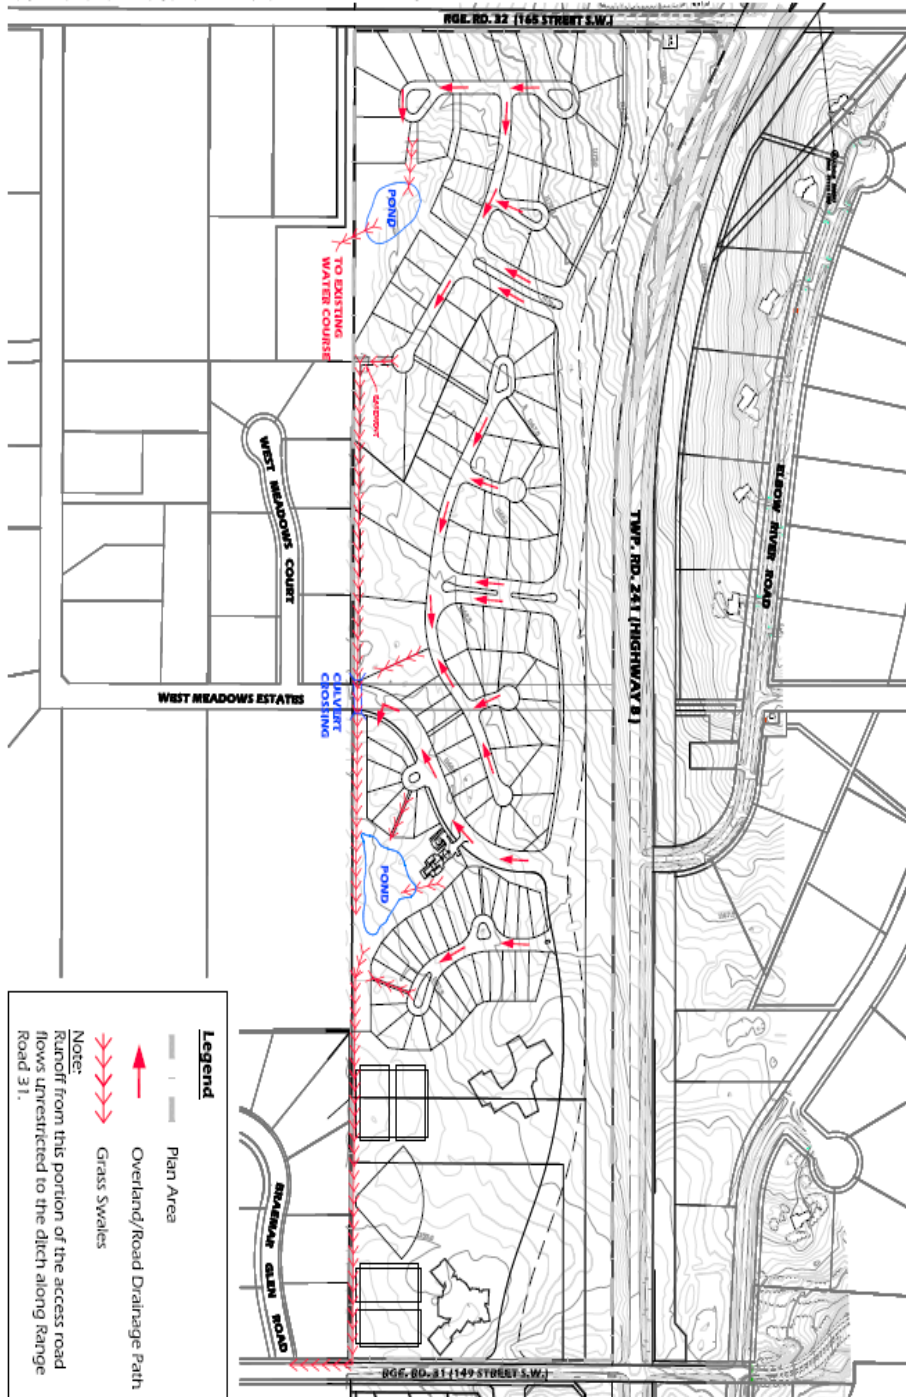 RGE. RD. 32 (165 STREET S.W.)
POND
TO EXISTING
WATER COURSE
EASEMENT
WEST MEADOWS COURT
ELBOW RIVER ROAD
TWP. RD. 241 (HIGHWAY 8)
WEST MEADOWS ESTATES
CULVERT
CROSSING
POND
BRAEMAR GLEN ROAD
RGE. RD. 31 (149 STREET S.W.)
Legend
Plan Area
Overland/Road Drainage Path
Grass Swales
Note:
Runoff from this portion of the access road
flows unrestricted to the ditch along Range
Road 31.